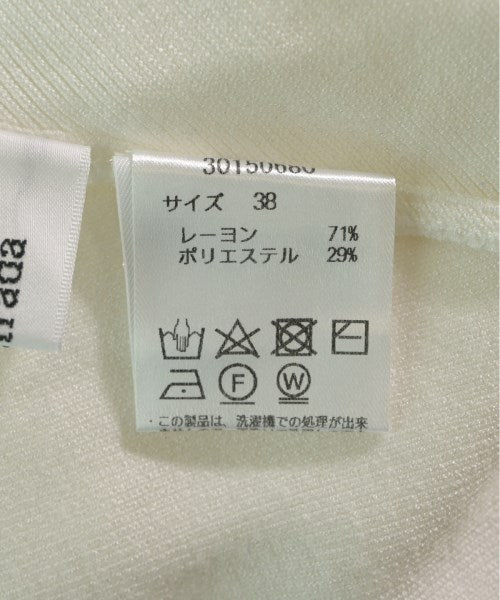 30150680
サイズ 38
レーヨン 71%
ポリエステル 29%
F W
・この製品は、洗濯機での処理が出来